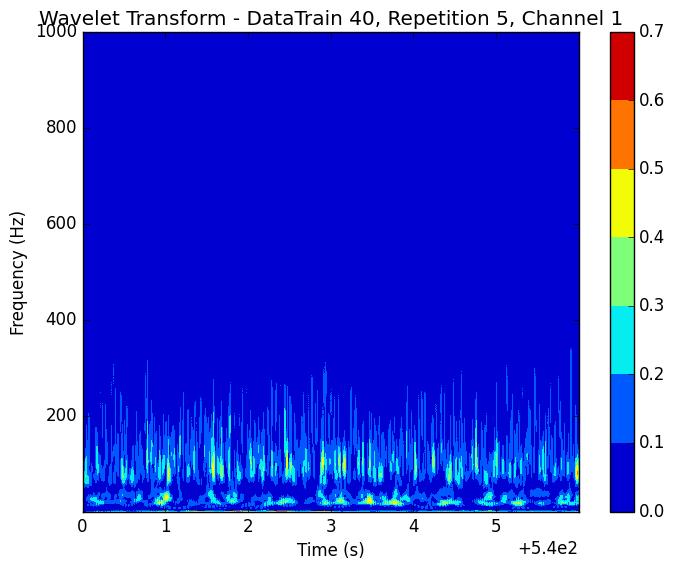 Wavelet Transform - DataTrain 40, Repetition 5, Channel 1
1000
800
600
400
200
Frequency (Hz)
0 1 2 3 4 5
+5.4e2
Time (s)
0.7
0.6
0.5
0.4
0.3
0.2
0.1
0.0